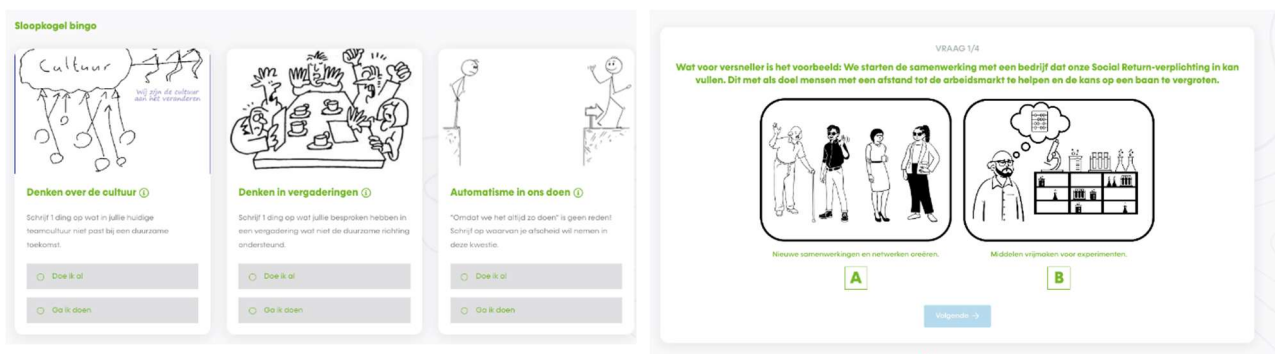 Sloopkogel bingo
Cultuur
Wij zijn de cultuur
aan het veranderen
Denken over de cultuur
Schrijf 1 ding op wat in jullie huidige
teamcultuur niet past bij een duurzame
toekomst.
Doe ik al
Ga ik doen
Denken in vergaderingen
Schrijf 1 ding op wat jullie besproken hebben in
een vergadering wat niet de duurzame richting
ondersteund.
Doe ik al
Ga ik doen
Automatisme in ons doen
"Omdat we het altijd zo doen" is geen reden!
Schrijf op waarvan je afscheid wil nemen in
deze kwestie.
Doe ik al
Ga ik doen
VRAAG 1/4
Wat voor versneller is het voorbeeld: We starten de samenwerking met een bedrijf dat onze Social Return-verplichting in kan
vullen. Dit met als doel mensen met een afstand tot de arbeidsmarkt te helpen en de kans op een baan te vergroten.
Nieuwe samenwerkingen en netwerken creëren.
A
Middelen vrijmaken voor experimenten.
B
Volgende →